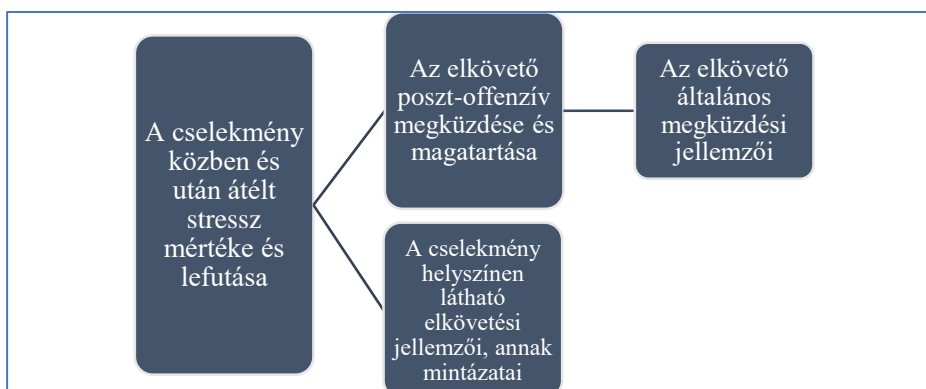 A cselekmény
közben és
után átélt
stressz
mértéke és
lefutása
Az elkövető
poszt-offenzív
megküzdése és
magatartása
Az elkövető
általános
megküzdési
jellemzői
A cselekmény
helyszínen
látható
elkövetési
jellemzői, annak
mintázatai